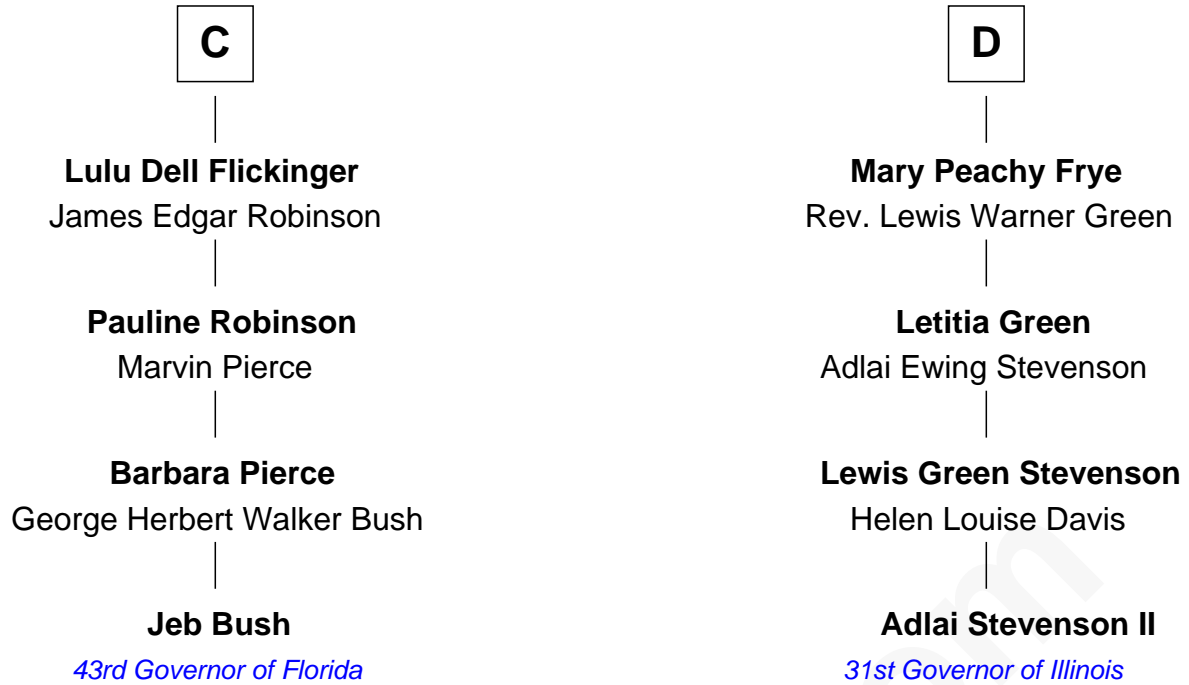 C
Lulu Dell Flickinger
James Edgar Robinson
Pauline Robinson
Marvin Pierce
Barbara Pierce
George Herbert Walker Bush
Jeb Bush
43rd Governor of Florida
D
Mary Peachy Frye
Rev. Lewis Warner Green
Letitia Green
Adlai Ewing Stevenson
Lewis Green Stevenson
Helen Louise Davis
Adlai Stevenson II
31st Governor of Illinois